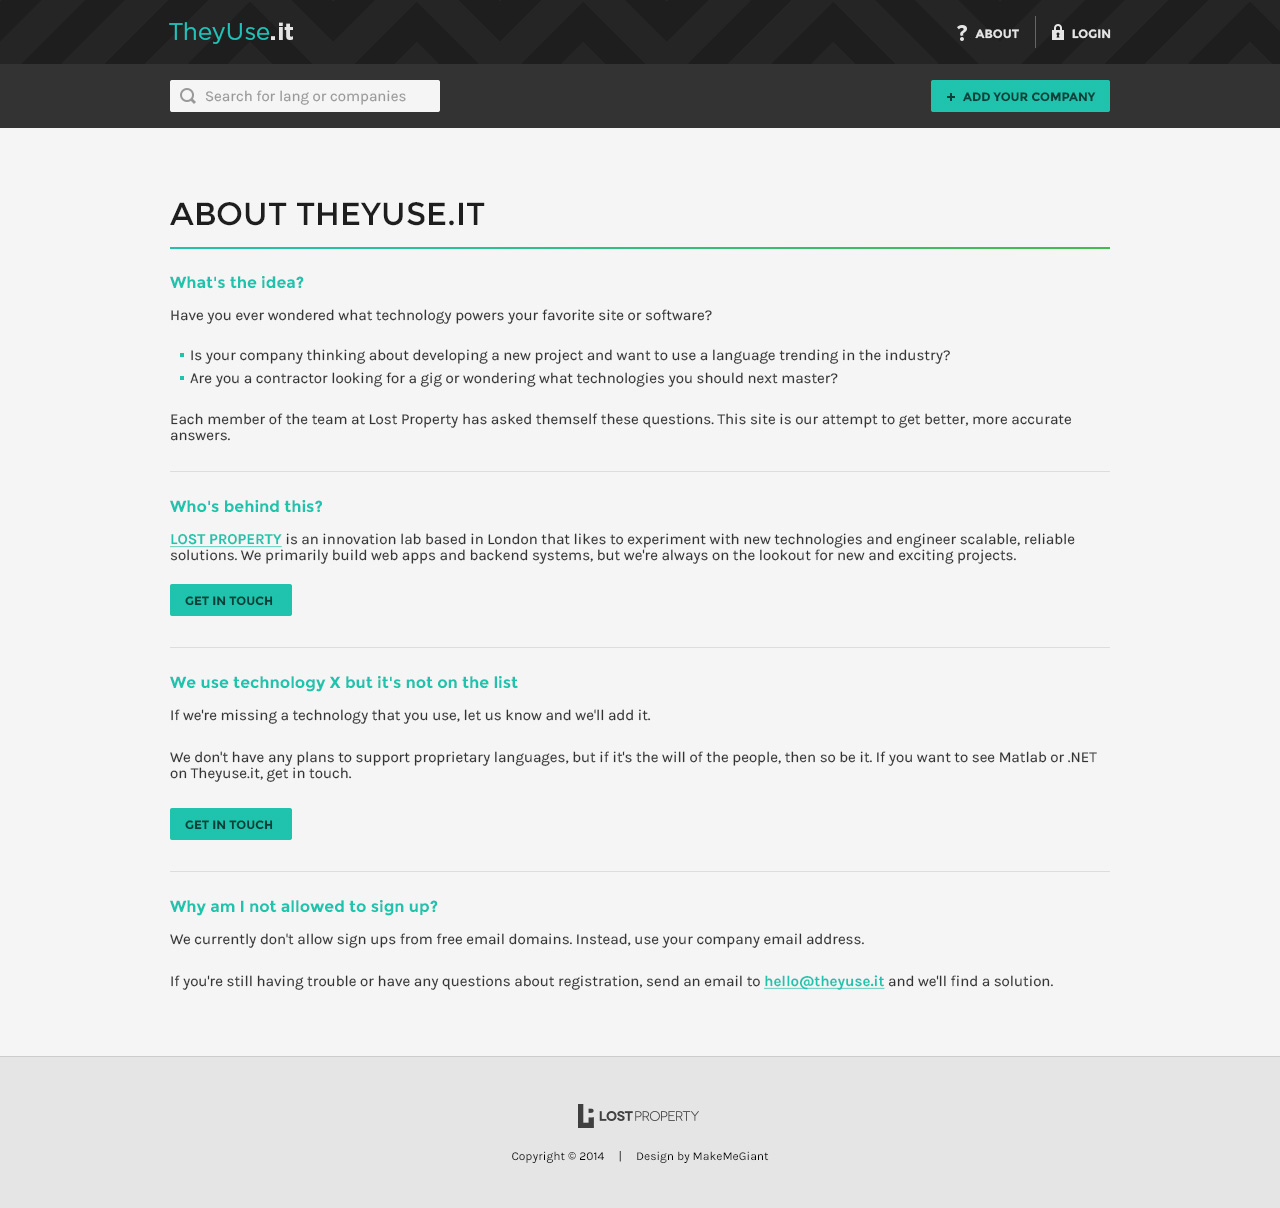 TheyUse.it
? ABOUT
LOGIN
Search for lang or companies
+ ADD YOUR COMPANY
ABOUT THEYUSE.IT
What's the idea?
Have you ever wondered what technology powers your favorite site or software?
Is your company thinking about developing a new project and want to use a language trending in the industry?
Are you a contractor looking for a gig or wondering what technologies you should next master?
Each member of the team at Lost Property has asked themself these questions. This site is our attempt to get better, more accurate
answers.
Who's behind this?
LOST PROPERTY is an innovation lab based in London that likes to experiment with new technologies and engineer scalable, reliable
solutions. We primarily build web apps and backend systems, but we're always on the lookout for new and exciting projects.
GET IN TOUCH
We use technology X but it's not on the list
If we're missing a technology that you use, let us know and we'll add it.
We don't have any plans to support proprietary languages, but if it's the will of the people, then so be it. If you want to see Matlab or .NET
on Theyuse.it, get in touch.
GET IN TOUCH
Why am I not allowed to sign up?
We currently don't allow sign ups from free email domains. Instead, use your company email address.
If you're still having trouble or have any questions about registration, send an email to hello@theyuse.it and we'll find a solution.
LOSTPROPERTY
Copyright © 2014 | Design by MakeMeGiant